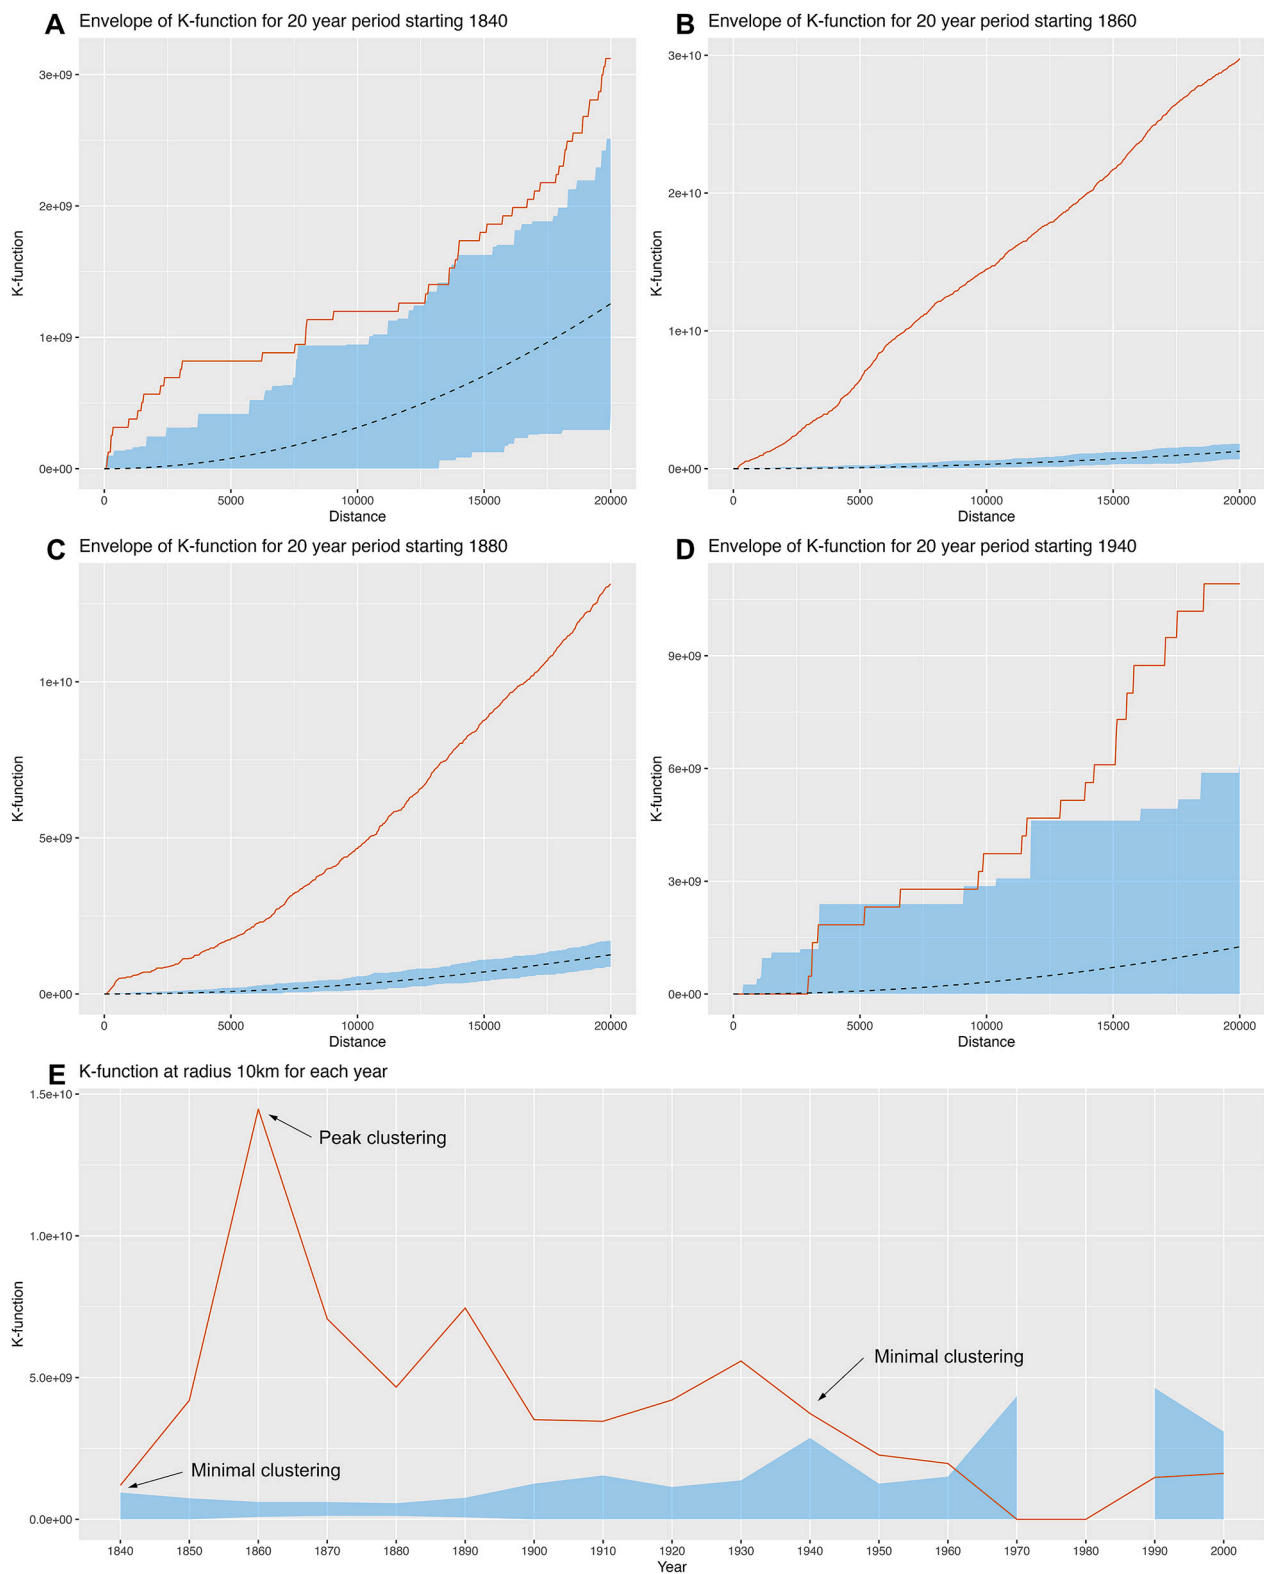 A Envelope of K-function for 20 year period starting 1840
K-function
3e+09
2e+09
1e+09
0e+00
0 5000 10000 15000 20000
Distance
B Envelope of K-function for 20 year period starting 1860
K-function
3e+10
2e+10
1e+10
0e+00
0 5000 10000 15000 20000
Distance
C Envelope of K-function for 20 year period starting 1880
K-function
1e+10
5e+09
0e+00
0 5000 10000 15000 20000
Distance
D Envelope of K-function for 20 year period starting 1940
K-function
9e+09
6e+09
3e+09
0e+00
0 5000 10000 15000 20000
Distance
E K-function at radius 10km for each year
K-function
1.5e+10
1.0e+10
5.0e+09
0.0e+00
Peak clustering
Minimal clustering
Minimal clustering
1840 1850 1860 1870 1880 1890 1900 1910 1920 1930 1940 1950 1960 1970 1980 1990 2000
Year